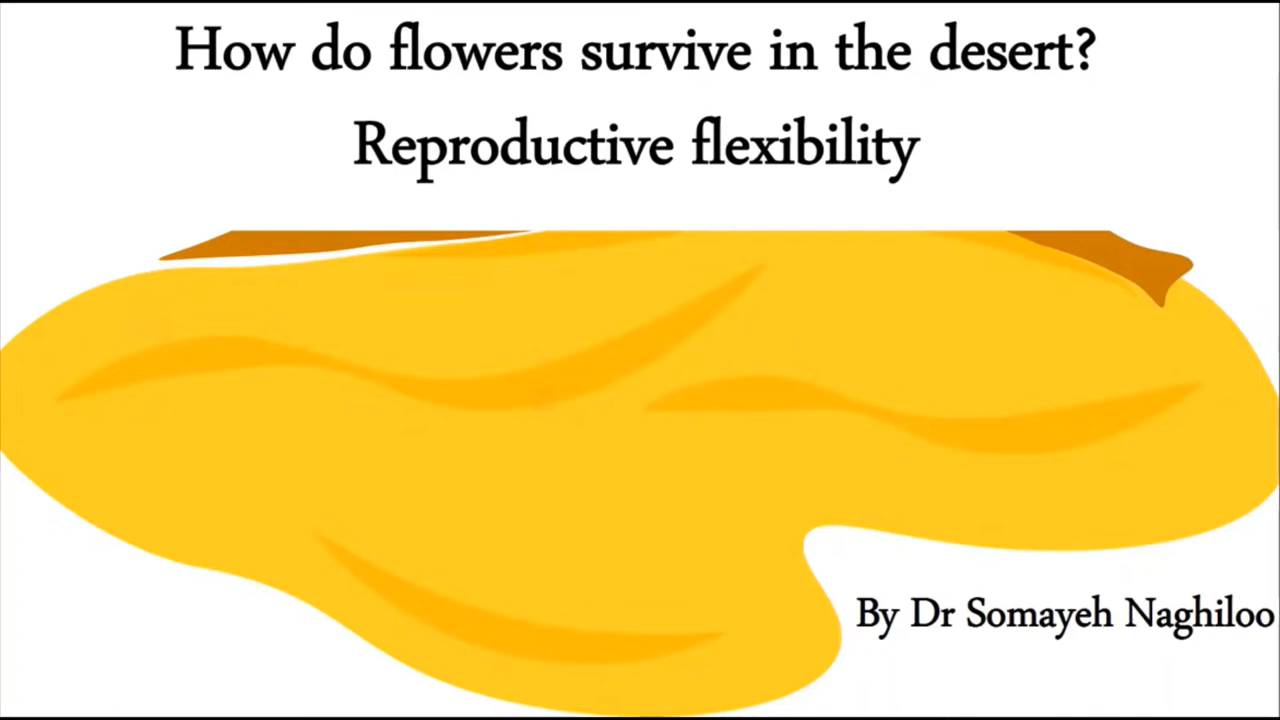 How do flowers survive in the desert?
Reproductive flexibility
By Dr Somayeh Naghiloo